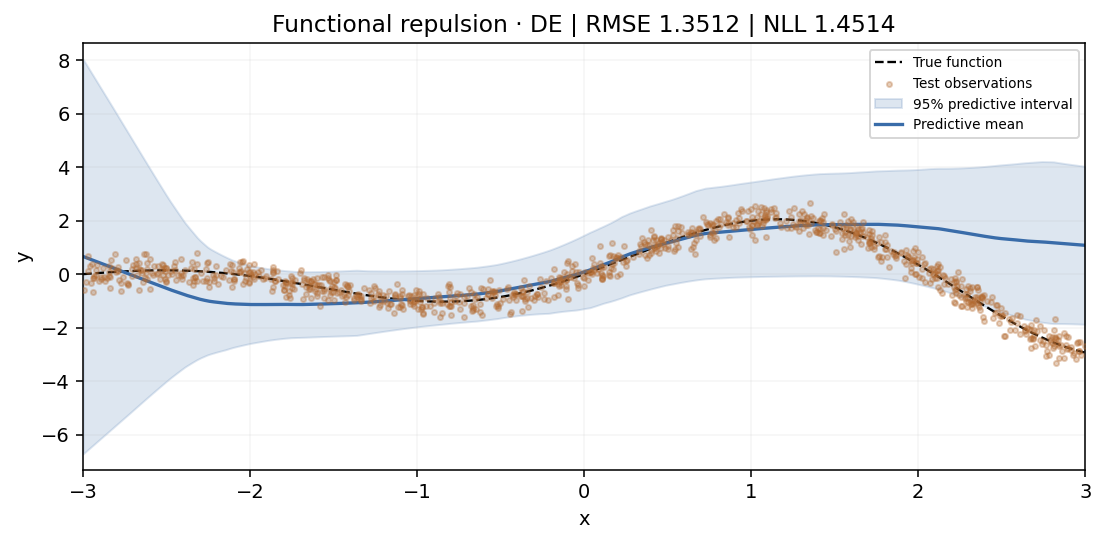 Functional repulsion · DE | RMSE 1.3512 | NLL 1.4514
True function
Test observations
95% predictive interval
Predictive mean
y
8
6
4
2
0
−2
−4
−6
−3 −2 −1 0 1 2 3
x